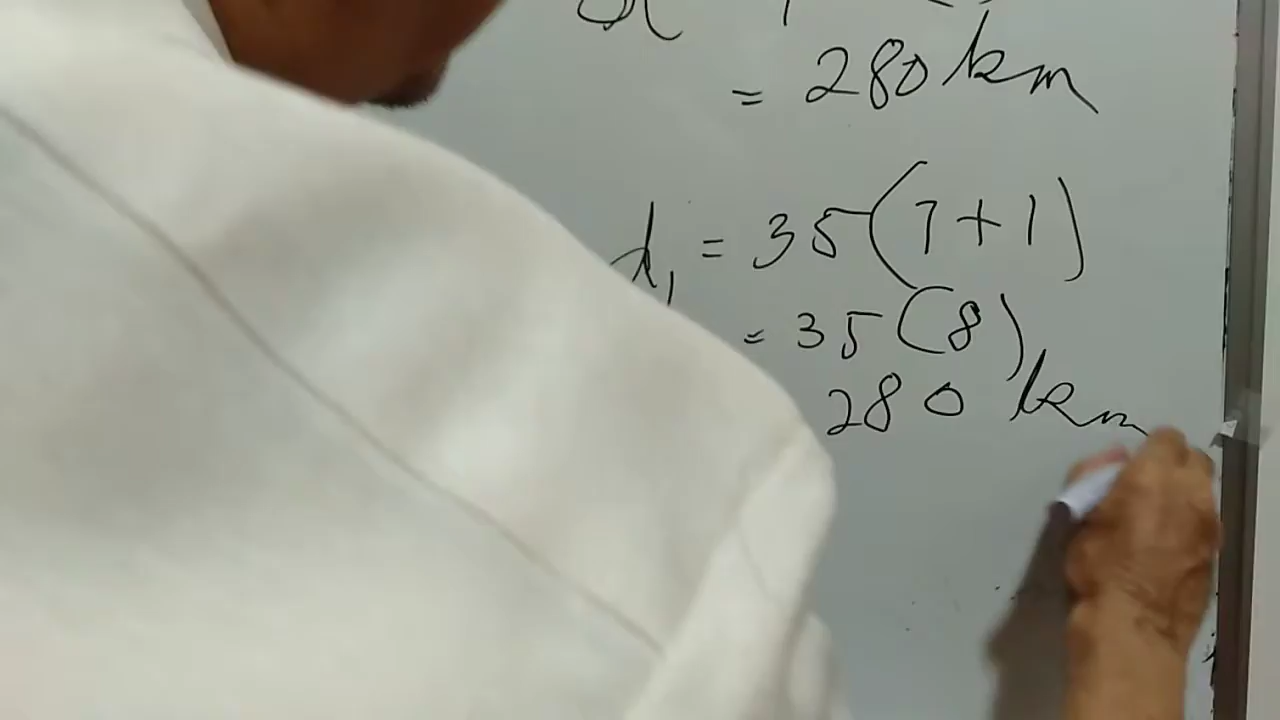 = 280 km
d₁ = 35(7+1)
= 35(8)
280 km